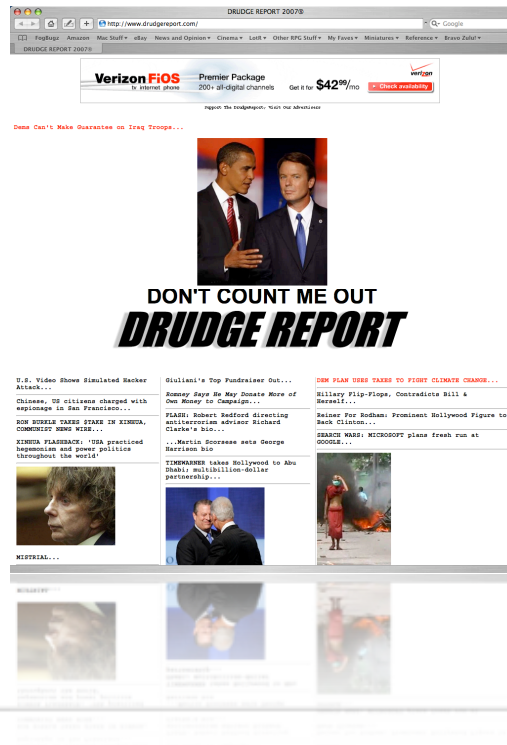 DRUDGE REPORT 2007®
http://www.drudgereport.com/
Google
FogBugz Amazon Mac Stuff eBay News and Opinion Cinema LotR Other RPG Stuff My Faves Miniatures Reference Bravo Zulu!
DRUDGE REPORT 2007®
Verizon FiOS
tv internet phone
Premier Package
200+ all-digital channels
Get it for $42⁹⁹/mo
verizon
Check availability
Support The DrudgeReport; Visit Our Advertisers
Dems Can't Make Guarantee on Iraq Troops...
DON'T COUNT ME OUT
DRUDGE REPORT
U.S. Video Shows Simulated Hacker
Attack...
Chinese, US citizens charged with
espionage in San Francisco...
RON BURKLE TAKES $TAKE IN XINHUA,
COMMUNIST NEWS WIRE...
XINHUA FLASHBACK: 'USA practiced
hegemonism and power politics
throughout the world'
MISTRIAL...
Giuliani's Top Fundraiser Out...
Romney Says He May Donate More of
Own Money to Campaign...
FLASH: Robert Redford directing
antiterrorism advisor Richard
Clarke's bio...
...Martin Scorsese sets George
Harrison bio
TIMEWARNER takes Hollywood to Abu
Dhabi; multibillion-dollar
partnership...
DEM PLAN USES TAXES TO FIGHT CLIMATE CHANGE...
Hillary Flip-Flops, Contradicts Bill &
Herself...
Reiner For Rodham: Prominent Hollywood Figure to
Back Clinton...
SEARCH WARS: MICROSOFT plans fresh run at
GOOGLE...